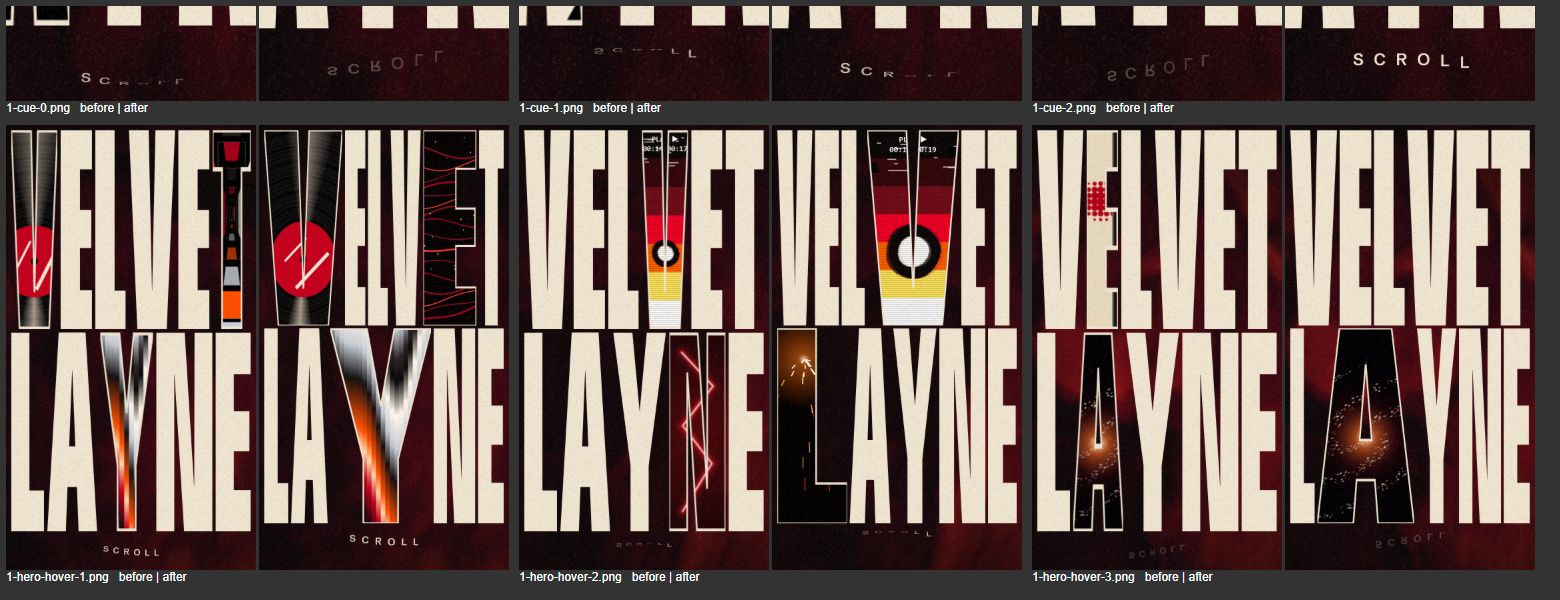 SCROLL
SCROLL
SCROLL
SCROLL
SCROLL
SCROLL
1-cue-0.png before | after
1-cue-1.png before | after
1-cue-2.png before | after
VELVET
LAYNE
SCROLL
VELVET
LAYNE
SCROLL
VELVET
LAYNE
VELVET
LAYNE
VELVET
LAYNE
SCROLL
VELVET
LAYNE
SCROLL
1-hero-hover-1.png before | after
1-hero-hover-2.png before | after
1-hero-hover-3.png before | after